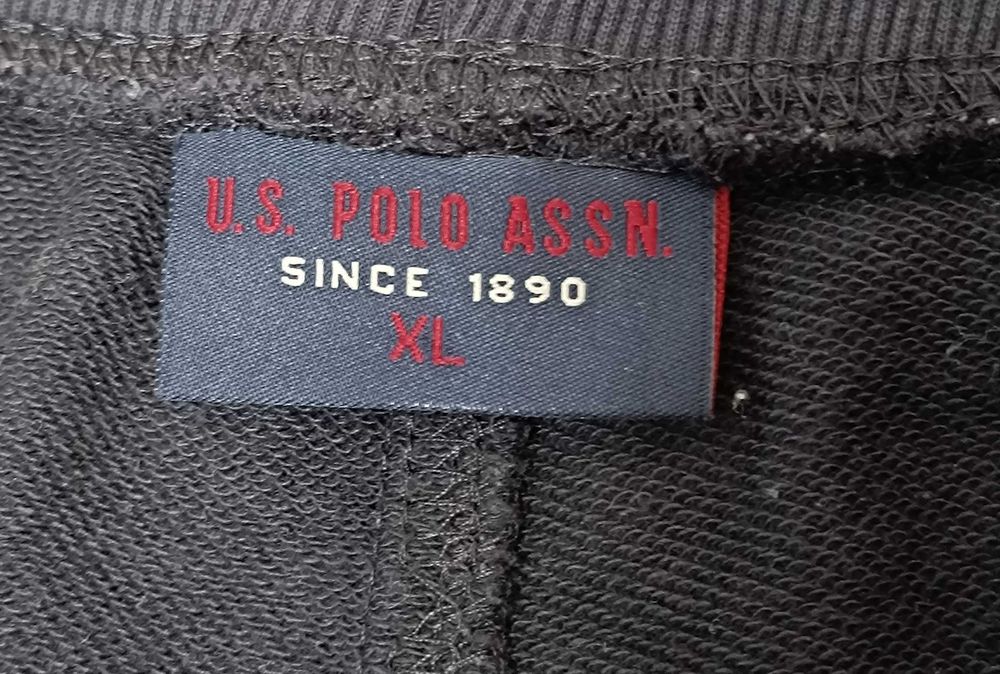 U.S. POLO ASSN.
SINCE 1890
XL